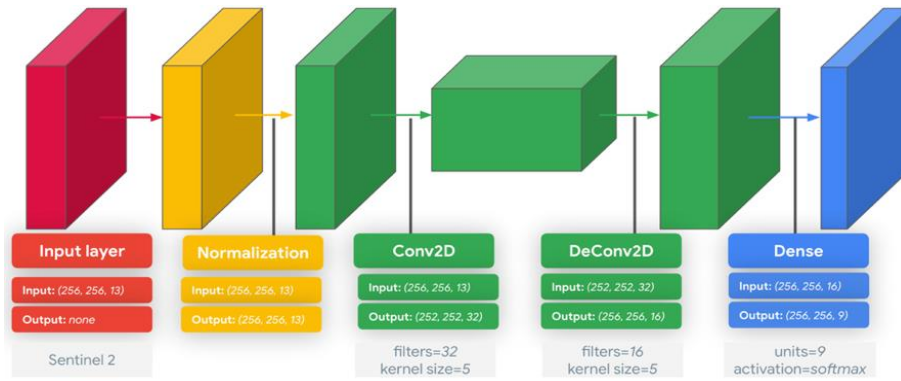 Input layer
Input: (256, 256, 13)
Output: none
Sentinel 2
Normalization
Input: (256, 256, 13)
Output: (256, 256, 13)
Conv2D
Input: (256, 256, 13)
Output: (252, 252, 32)
filters=32
kernel size=5
DeConv2D
Input: (252, 252, 32)
Output: (256, 256, 16)
filters=16
kernel size=5
Dense
Input: (256, 256, 16)
Output: (256, 256, 9)
units=9
activation=softmax